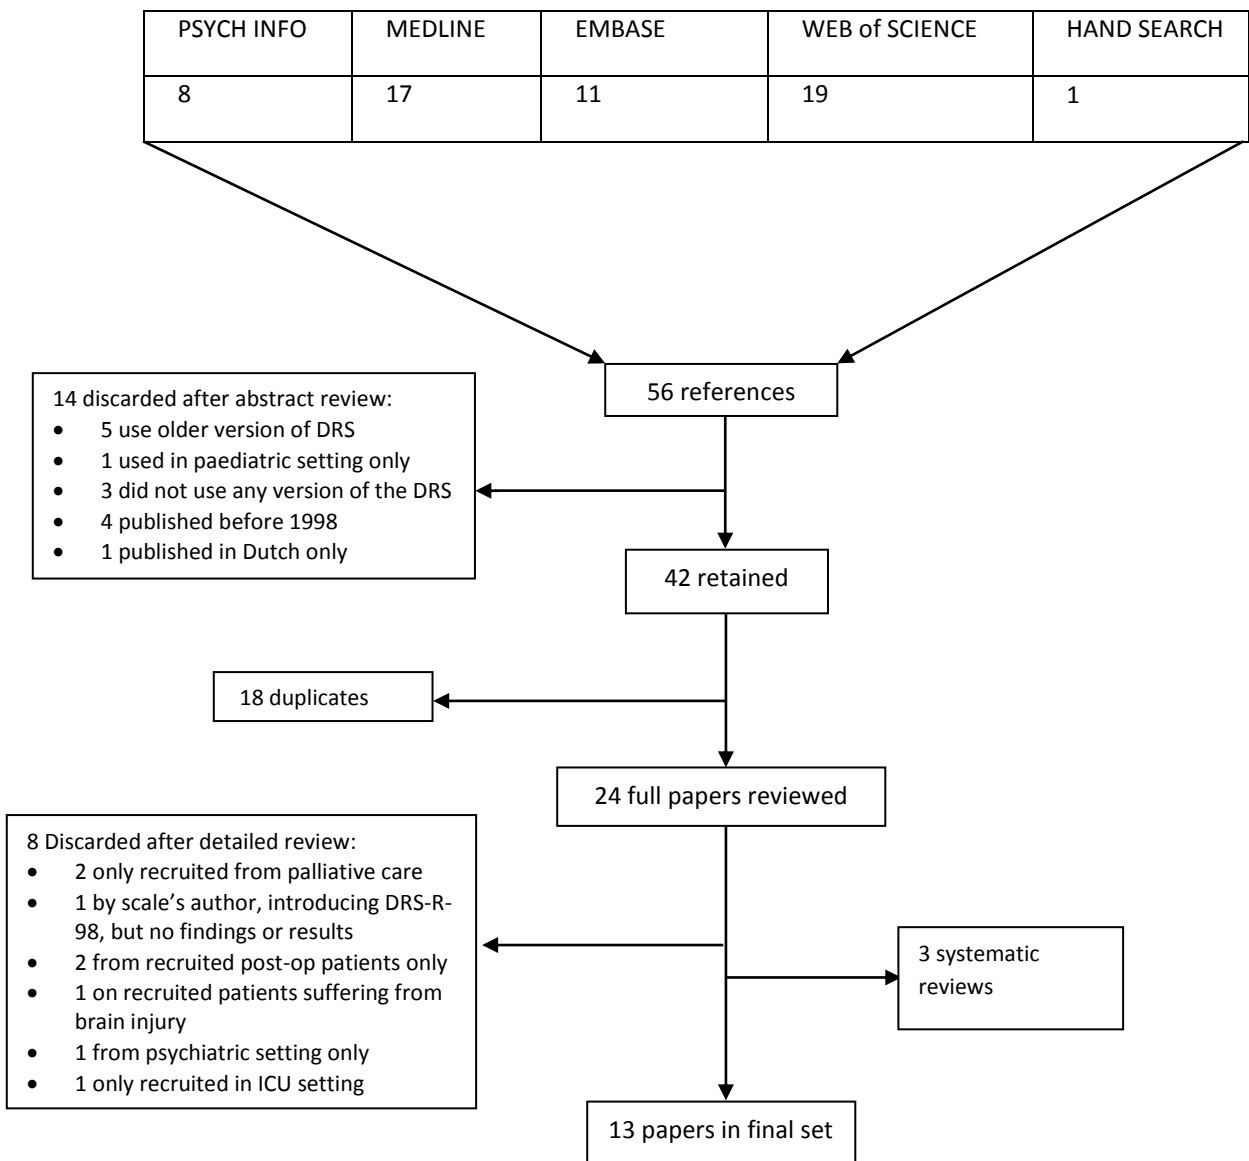 PSYCH INFO MEDLINE EMBASE WEB of SCIENCE HAND SEARCH
8 17 11 19 1
56 references
14 discarded after abstract review:
• 5 use older version of DRS
• 1 used in paediatric setting only
• 3 did not use any version of the DRS
• 4 published before 1998
• 1 published in Dutch only
42 retained
18 duplicates
24 full papers reviewed
8 Discarded after detailed review:
• 2 only recruited from palliative care
• 1 by scale’s author, introducing DRS-R-
98, but no findings or results
• 2 from recruited post-op patients only
• 1 on recruited patients suffering from
brain injury
• 1 from psychiatric setting only
• 1 only recruited in ICU setting
3 systematic
reviews
13 papers in final set